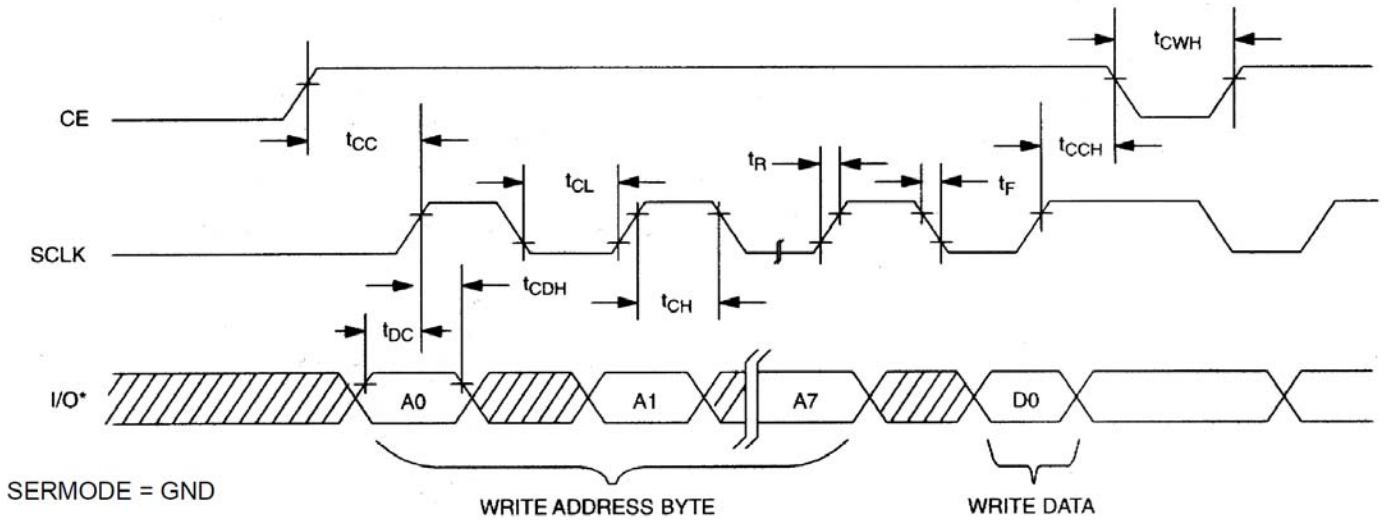 tCWH
CE
tCC
tCCH
tR
tCL
tF
SCLK
tCDH
tCH
tDC
I/O*
A0
A1
A7
D0
SERMODE = GND
WRITE ADDRESS BYTE
WRITE DATA